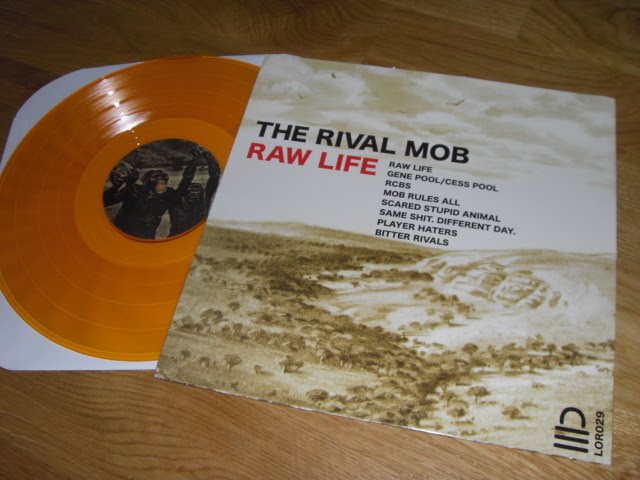 THE RIVAL MOB
RAW LIFE
RAW LIFE
GENE POOL/CESS POOL
RCBS
MOB RULES ALL
SCARED STUPID ANIMAL
SAME SHIT. DIFFERENT DAY.
PLAYER HATERS
BITTER RIVALS
LOR029